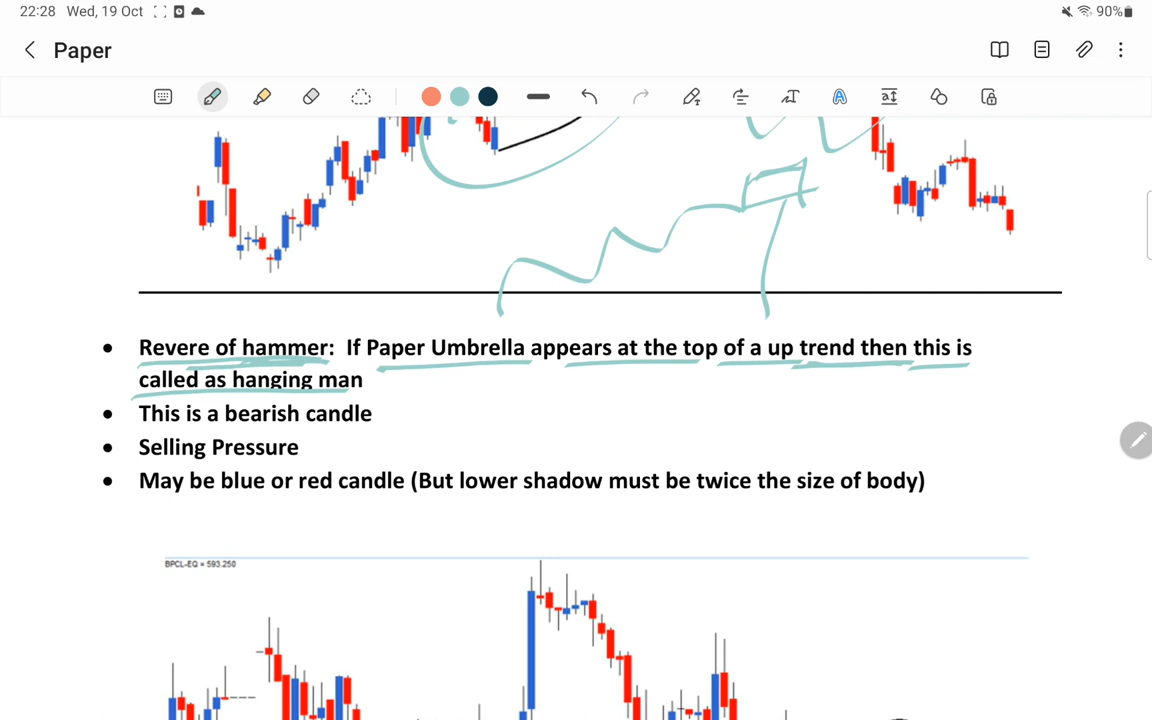 22:28 Wed, 19 Oct 90%
Paper
Revere of hammer: If Paper Umbrella appears at the top of a up trend then this is
called as hanging man
This is a bearish candle
Selling Pressure
May be blue or red candle (But lower shadow must be twice the size of body)
BPCL-EQ × 593.250